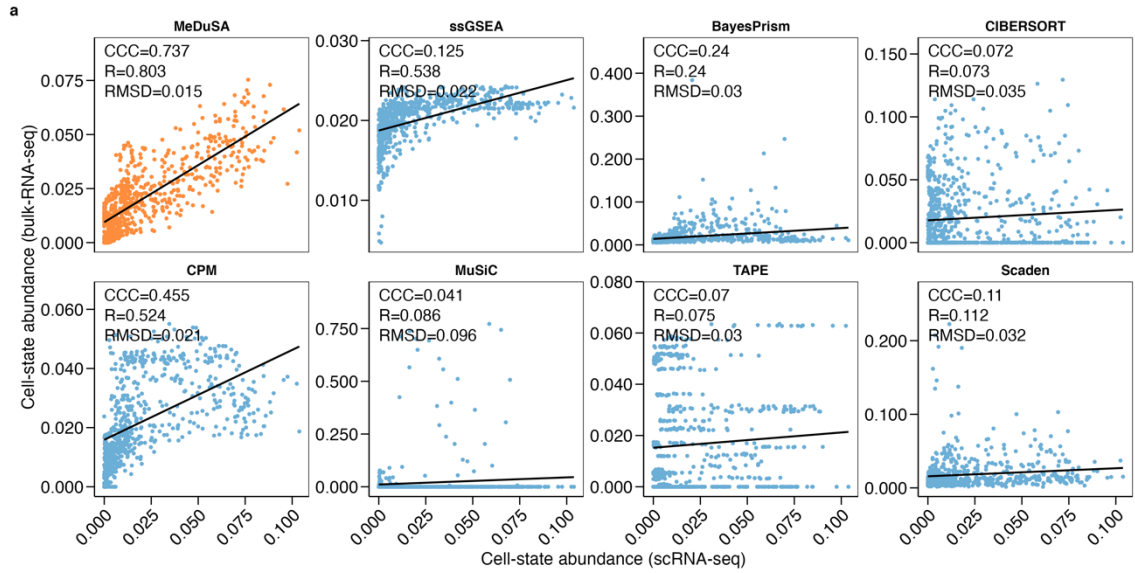 a
MeDuSA
CCC=0.737
R=0.803
RMSD=0.015
0.075
0.050
0.025
0.000
ssGSEA
CCC=0.125
R=0.538
RMSD=0.022
0.030
0.020
0.010
BayesPrism
CCC=0.24
R=0.24
RMSD=0.03
0.400
0.300
0.200
0.100
0.000
CIBERSORT
CCC=0.072
R=0.073
RMSD=0.035
0.150
0.100
0.050
0.000
Cell-state abundance (bulk-RNA-seq)
CPM
CCC=0.455
R=0.524
RMSD=0.021
0.060
0.040
0.020
0.000
0.000 0.025 0.050 0.075 0.100
MuSiC
CCC=0.041
R=0.086
RMSD=0.096
0.750
0.500
0.250
0.000
0.000 0.025 0.050 0.075 0.100
TAPE
CCC=0.07
R=0.075
RMSD=0.03
0.080
0.060
0.040
0.020
0.000
0.000 0.025 0.050 0.075 0.100
Scaden
CCC=0.11
R=0.112
RMSD=0.032
0.200
0.100
0.000
0.000 0.025 0.050 0.075 0.100
Cell-state abundance (scRNA-seq)